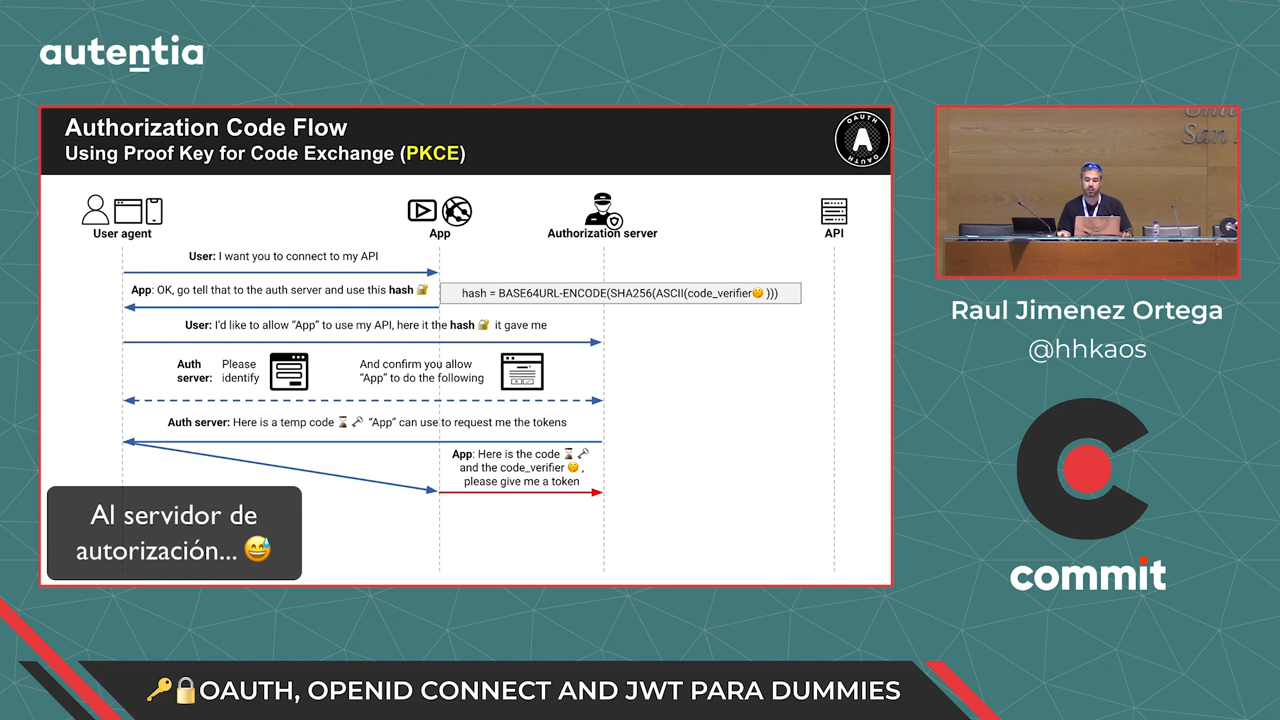 autentia
Authorization Code Flow
Using Proof Key for Code Exchange (PKCE)
OAUTH
A
OAUTH
User agent
App
Authorization server
API
User: I want you to connect to my API
App: OK, go tell that to the auth server and use this hash 🔐
hash = BASE64URL-ENCODE(SHA256(ASCII(code_verifier🤫 )))
User: I'd like to allow “App” to use my API, here it the hash 🔐 it gave me
Auth server:
Please identify
And confirm you allow
“App” to do the following
Auth server: Here is a temp code ⏳🗝 “App” can use to request me the tokens
App: Here is the code ⏳🗝
and the code_verifier 🤫 ,
please give me a token
Al servidor de
autorización... 😅
San
Raul Jimenez Ortega
@hhkaos
commit
🔑🔒OAUTH, OPENID CONNECT AND JWT PARA DUMMIES